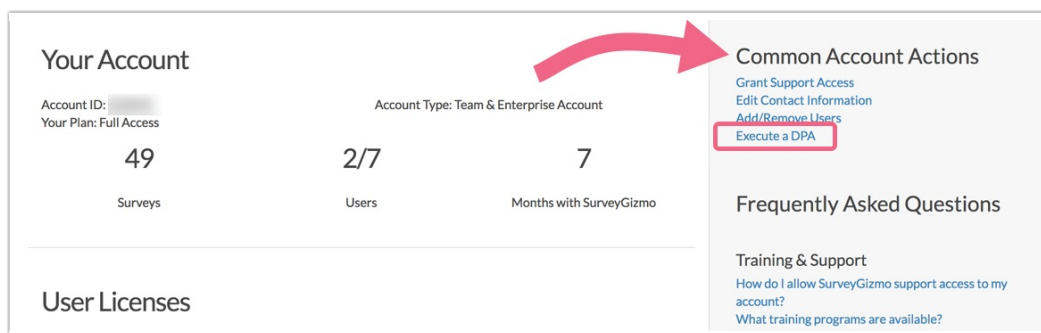 Your Account
Account ID:
Your Plan: Full Access
Account Type: Team & Enterprise Account
49
Surveys
2/7
Users
7
Months with SurveyGizmo
User Licenses
Common Account Actions
Grant Support Access
Edit Contact Information
Add/Remove Users
Execute a DPA
Frequently Asked Questions
Training & Support
How do I allow SurveyGizmo support access to my
account?
What training programs are available?